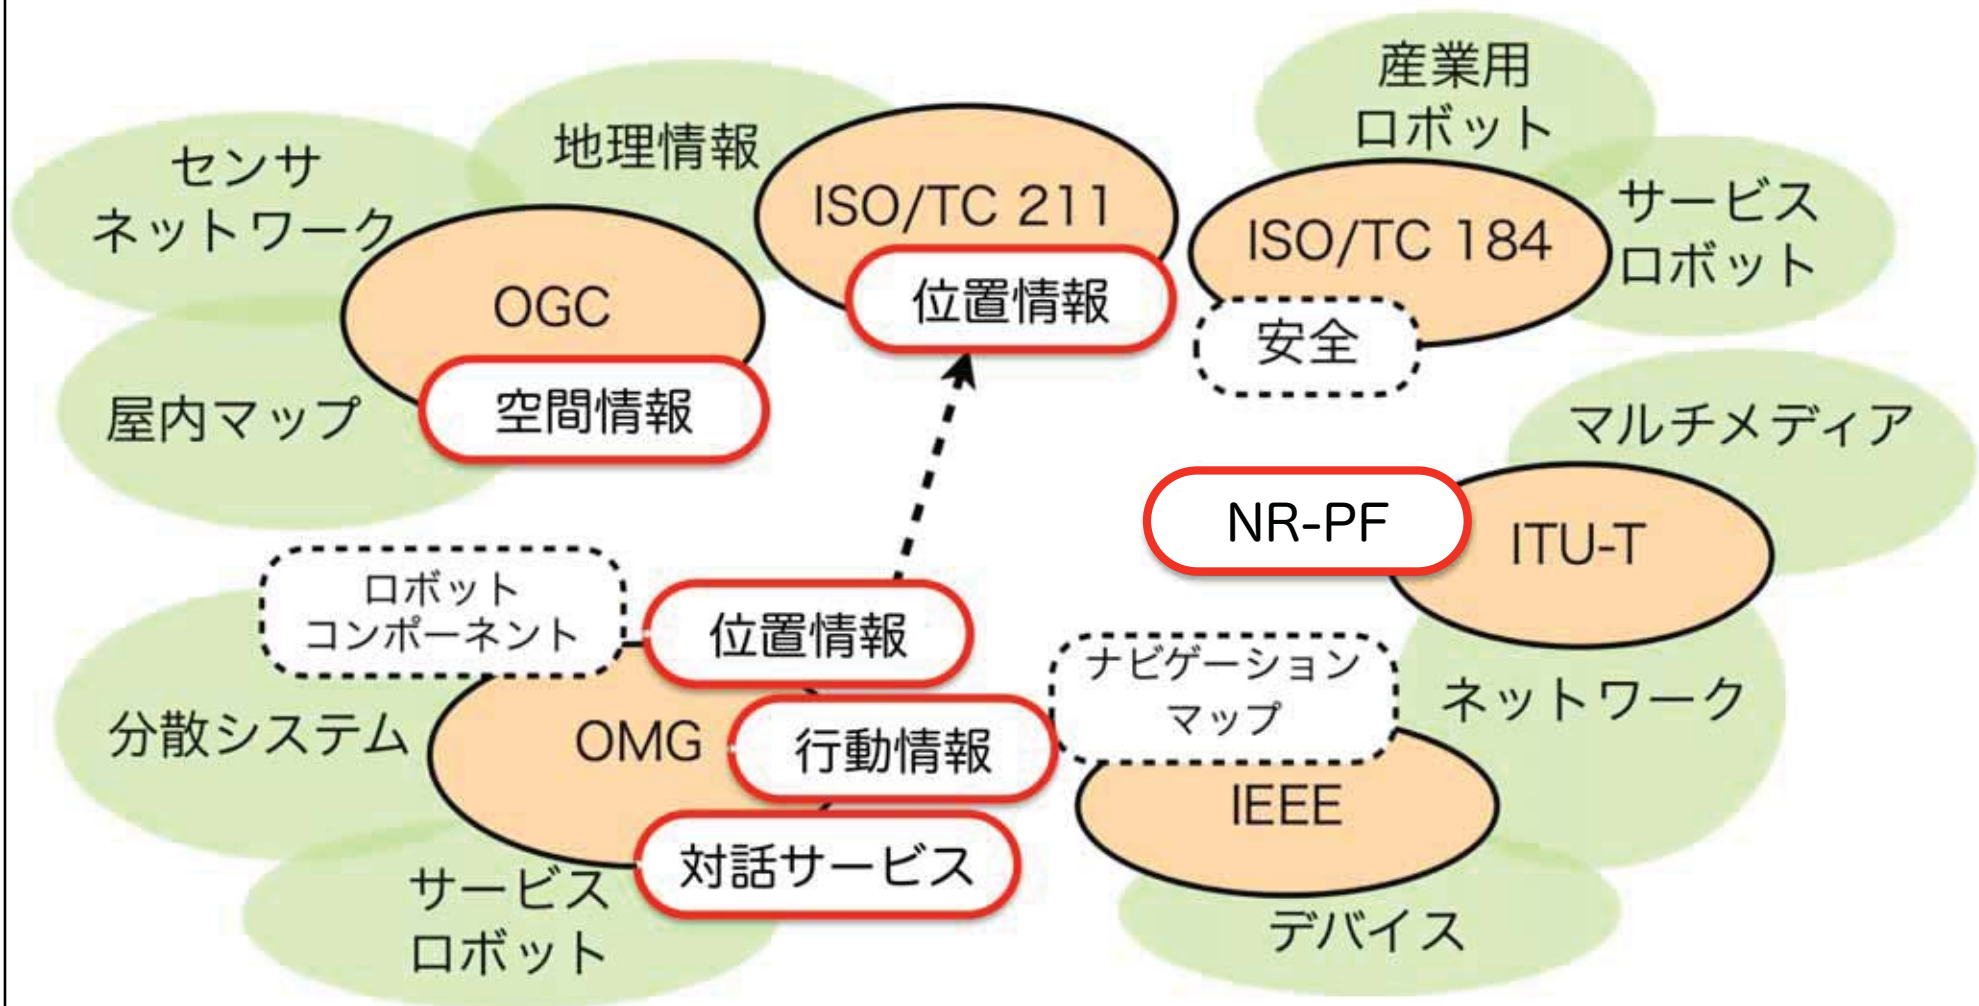 産業用
ロボット
地理情報
センサ
ネットワーク
ISO/TC 211
位置情報
ISO/TC 184
サービス
ロボット
安全
OGC
空間情報
屋内マップ
マルチメディア
NR-PF
ITU-T
ロボット
コンポーネント
位置情報
ナビゲーション
マップ
ネットワーク
分散システム
OMG
行動情報
IEEE
対話サービス
サービス
ロボット
デバイス